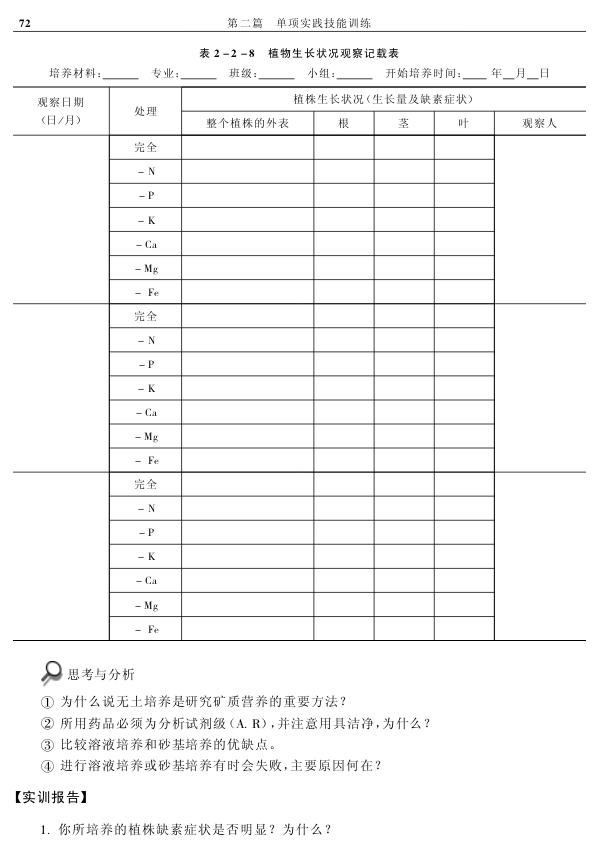 72
第二篇 单项实践技能训练
表 2-2-8 植物生长状况观察记载表
培养材料:______ 专业:______ 班级:______ 小组:______ 开始培养时间:____年__月__日
观察日期
(日/月)
处理
植株生长状况(生长量及缺素症状)
整个植株的外表 根 茎 叶 观察人
完全
-N
-P
-K
-Ca
-Mg
- Fe
完全
-N
-P
-K
-Ca
-Mg
- Fe
完全
-N
-P
-K
-Ca
-Mg
- Fe
思考与分析
① 为什么说无土培养是研究矿质营养的重要方法?
② 所用药品必须为分析试剂级(A. R),并注意用具洁净,为什么?
③ 比较溶液培养和砂基培养的优缺点。
④ 进行溶液培养或砂基培养有时会失败,主要原因何在?
【实训报告】
1. 你所培养的植株缺素症状是否明显? 为什么?